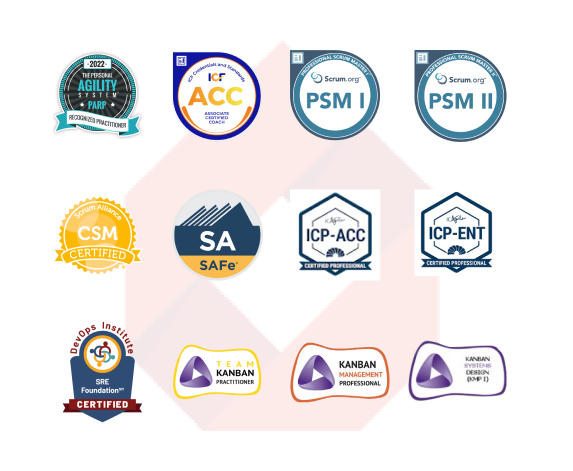 ·2022·
THE PERSONAL
AGILITY
SYSTEM
PARP
RECOGNIZED PRACTITIONER
ICF Credentials and Standards
ICF
ACC
ASSOCIATE
CERTIFIED
COACH
PROFESSIONAL SCRUM MASTER I
Scrum.org
PSM I
PROFESSIONAL SCRUM MASTER II
Scrum.org
PSM II
Scrum Alliance
CSM
CERTIFIED
SA
SAFe
ICAgile
ICP-ACC
CERTIFIED PROFESSIONAL
ICAgile
ICP-ENT
CERTIFIED PROFESSIONAL
DevOps Institute
SRE
Foundation℠
CERTIFIED
TEAM
KANBAN
PRACTITIONER
KANBAN
MANAGEMENT
PROFESSIONAL
KANBAN
SYSTEMS
DESIGN
(KMP I)